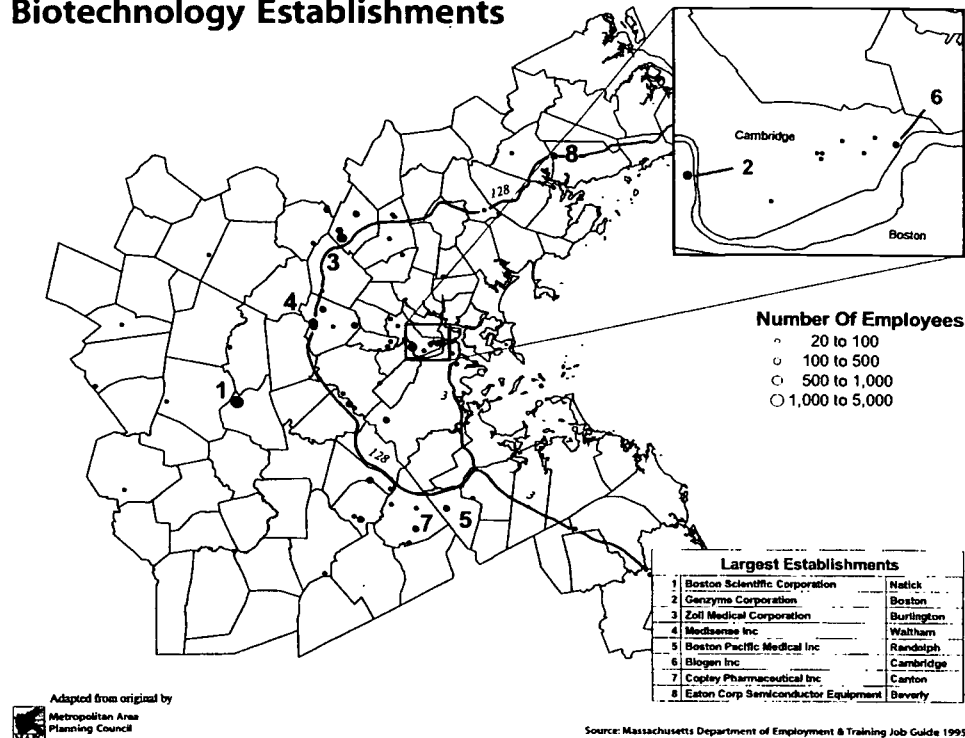 Biotechnology Establishments
6
Cambridge
2
Boston
8
128
3
4
1
3
128
3
7
5
Number Of Employees
20 to 100
100 to 500
500 to 1,000
1,000 to 5,000
Largest Establishments
1 Boston Scientific Corporation Natick
2 Genzyme Corporation Boston
3 Zoll Medical Corporation Burlington
4 Medisense Inc Waltham
5 Boston Pacific Medical Inc Randolph
6 Biogen Inc Cambridge
7 Copley Pharmaceutical Inc Canton
8 Eaton Corp Semiconductor Equipment Beverly
Adapted from original by
Metropolitan Area
Planning Council
Source: Massachusetts Department of Employment & Training Job Guide 1995